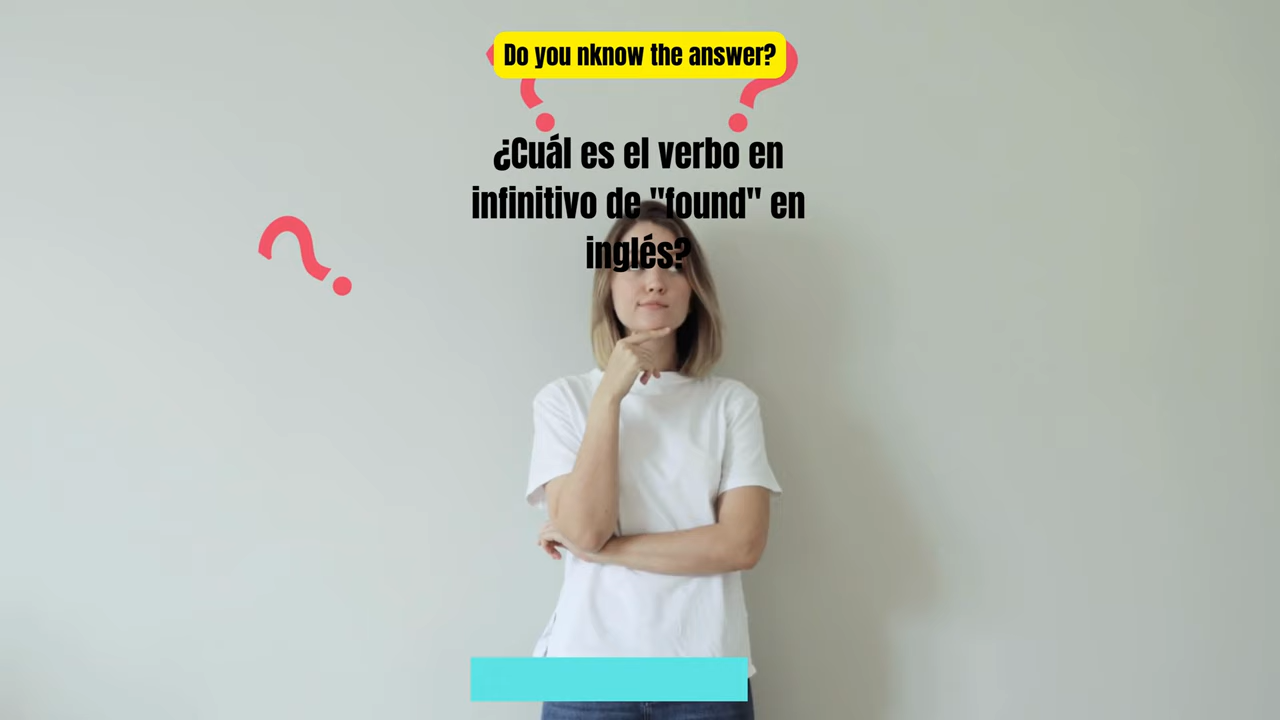 Do you nknow the answer?
¿Cuál es el verbo en
infinitivo de "found" en
inglés?